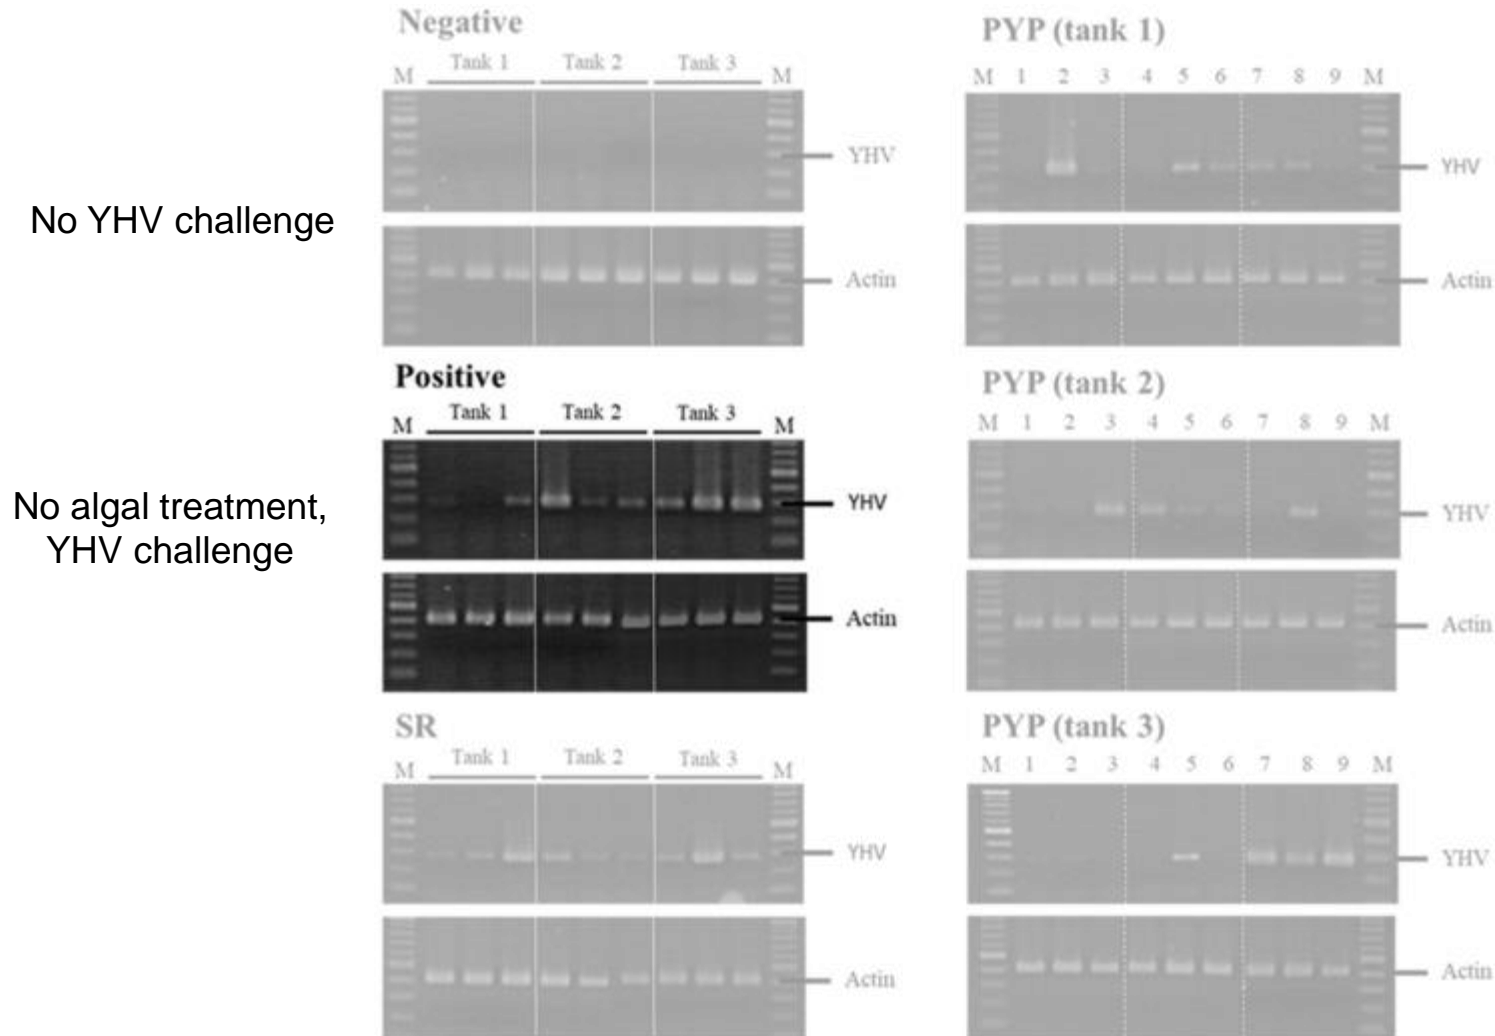 Negative
Tank 1 Tank 2 Tank 3
M M
YHV
Actin
No YHV challenge
Positive
Tank 1 Tank 2 Tank 3
M M
YHV
Actin
No algal treatment,
YHV challenge
SR
Tank 1 Tank 2 Tank 3
M M
YHV
Actin
PYP (tank 1)
M 1 2 3 4 5 6 7 8 9 M
YHV
Actin
PYP (tank 2)
M 1 2 3 4 5 6 7 8 9 M
YHV
Actin
PYP (tank 3)
M 1 2 3 4 5 6 7 8 9 M
YHV
Actin